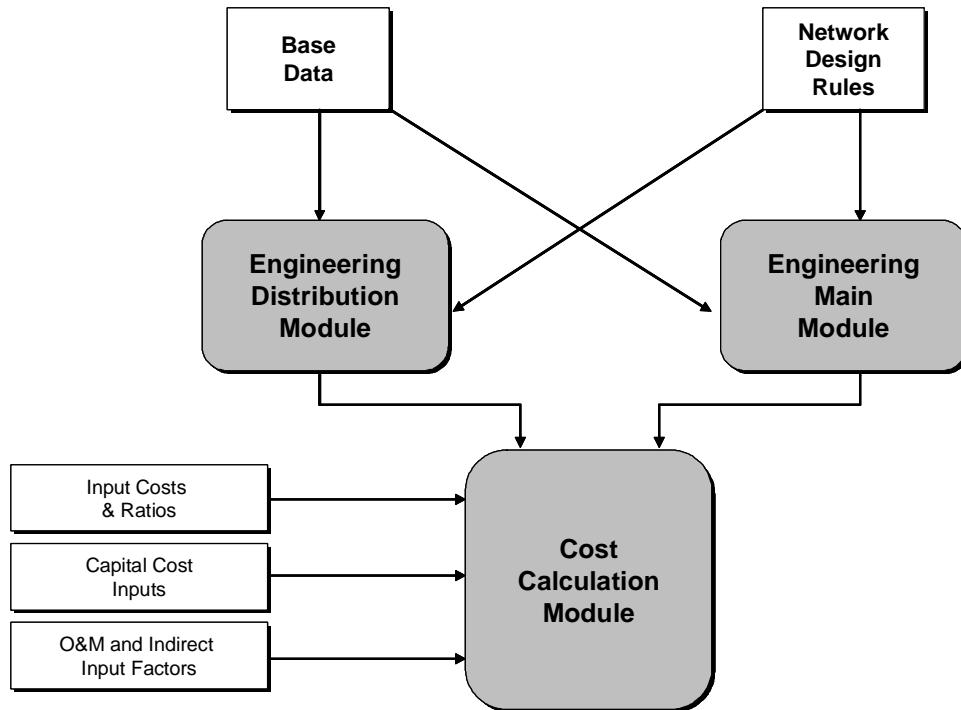 Base
Data
Network
Design
Rules
Engineering
Distribution
Module
Engineering
Main
Module
Input Costs
& Ratios
Capital Cost
Inputs
O&M and Indirect
Input Factors
Cost
Calculation
Module